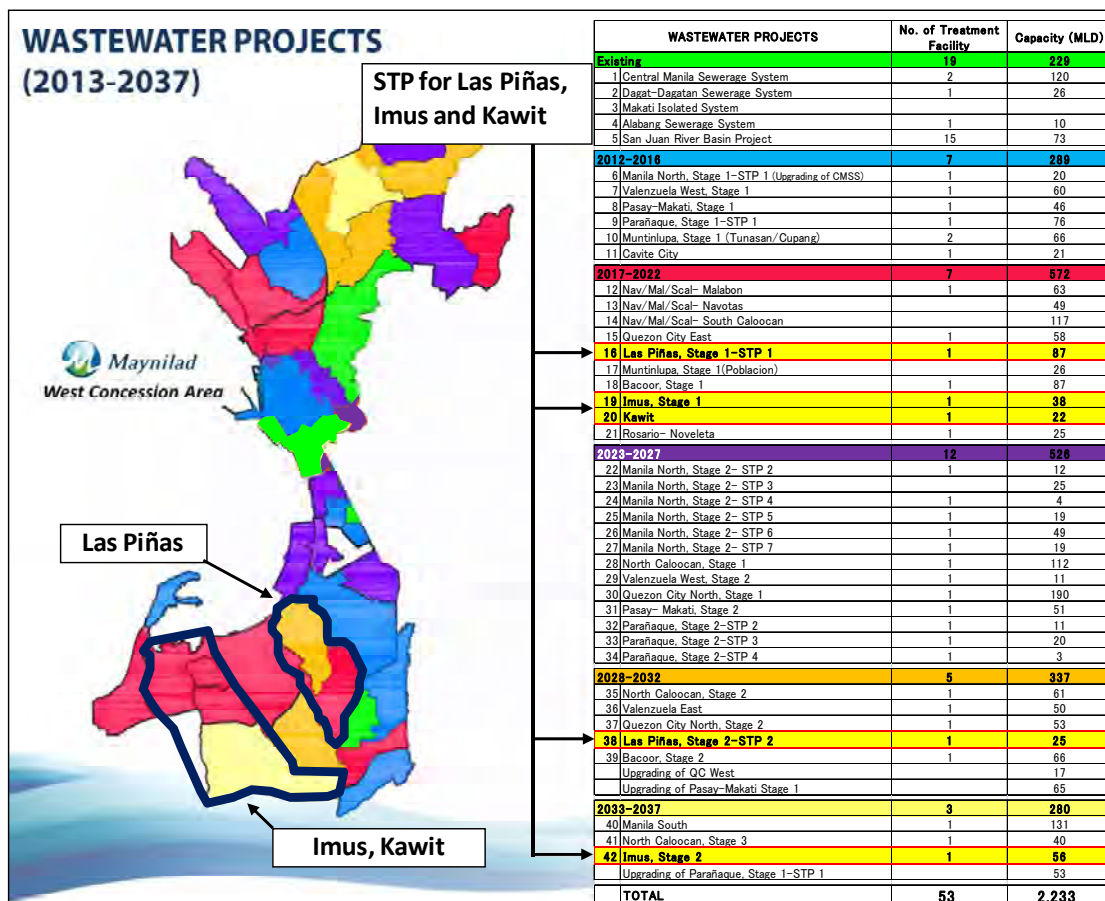 WASTEWATER PROJECTS
(2013-2037)
STP for Las Piñas,
Imus and Kawit
Maynilad
West Concession Area
Las Piñas
Imus, Kawit
WASTEWATER PROJECTS No. of Treatment Facility Capacity (MLD)
Existing 19 229
1 Central Manila Sewerage System 2 120
2 Dagat-Dagatan Sewerage System 1 26
3 Makati Isolated System
4 Alabang Sewerage System 1 10
5 San Juan River Basin Project 15 73
2012-2016 7 289
6 Manila North, Stage 1-STP 1 (Upgrading of CMSS) 1 20
7 Valenzuela West, Stage 1 1 60
8 Pasay-Makati, Stage 1 1 46
9 Parañaque, Stage 1-STP 1 1 76
10 Muntinlupa, Stage 1 (Tunasan/Cupang) 2 66
11 Cavite City 1 21
2017-2022 7 572
12 Nav/Mal/Scal- Malabon 1 63
13 Nav/Mal/Scal- Navotas 49
14 Nav/Mal/Scal- South Caloocan 117
15 Quezon City East 1 58
16 Las Piñas, Stage 1-STP 1 1 87
17 Muntinlupa, Stage 1(Poblacion) 26
18 Bacoor, Stage 1 1 87
19 Imus, Stage 1 1 38
20 Kawit 1 22
21 Rosario- Noveleta 1 25
2023-2027 12 526
22 Manila North, Stage 2- STP 2 1 12
23 Manila North, Stage 2- STP 3 25
24 Manila North, Stage 2- STP 4 1 4
25 Manila North, Stage 2- STP 5 1 19
26 Manila North, Stage 2- STP 6 1 49
27 Manila North, Stage 2- STP 7 1 19
28 North Caloocan, Stage 1 1 112
29 Valenzuela West, Stage 2 1 11
30 Quezon City North, Stage 1 1 190
31 Pasay- Makati, Stage 2 1 51
32 Parañaque, Stage 2-STP 2 1 11
33 Parañaque, Stage 2-STP 3 1 20
34 Parañaque, Stage 2-STP 4 1 3
2028-2032 5 337
35 North Caloocan, Stage 2 1 61
36 Valenzuela East 1 50
37 Quezon City North, Stage 2 1 53
38 Las Piñas, Stage 2-STP 2 1 25
39 Bacoor, Stage 2 1 66
Upgrading of QC West 17
Upgrading of Pasay-Makati Stage 1 65
2033-2037 3 280
40 Manila South 1 131
41 North Caloocan, Stage 3 1 40
42 Imus, Stage 2 1 56
Upgrading of Parañaque, Stage 1-STP 1 53
TOTAL 53 2,233